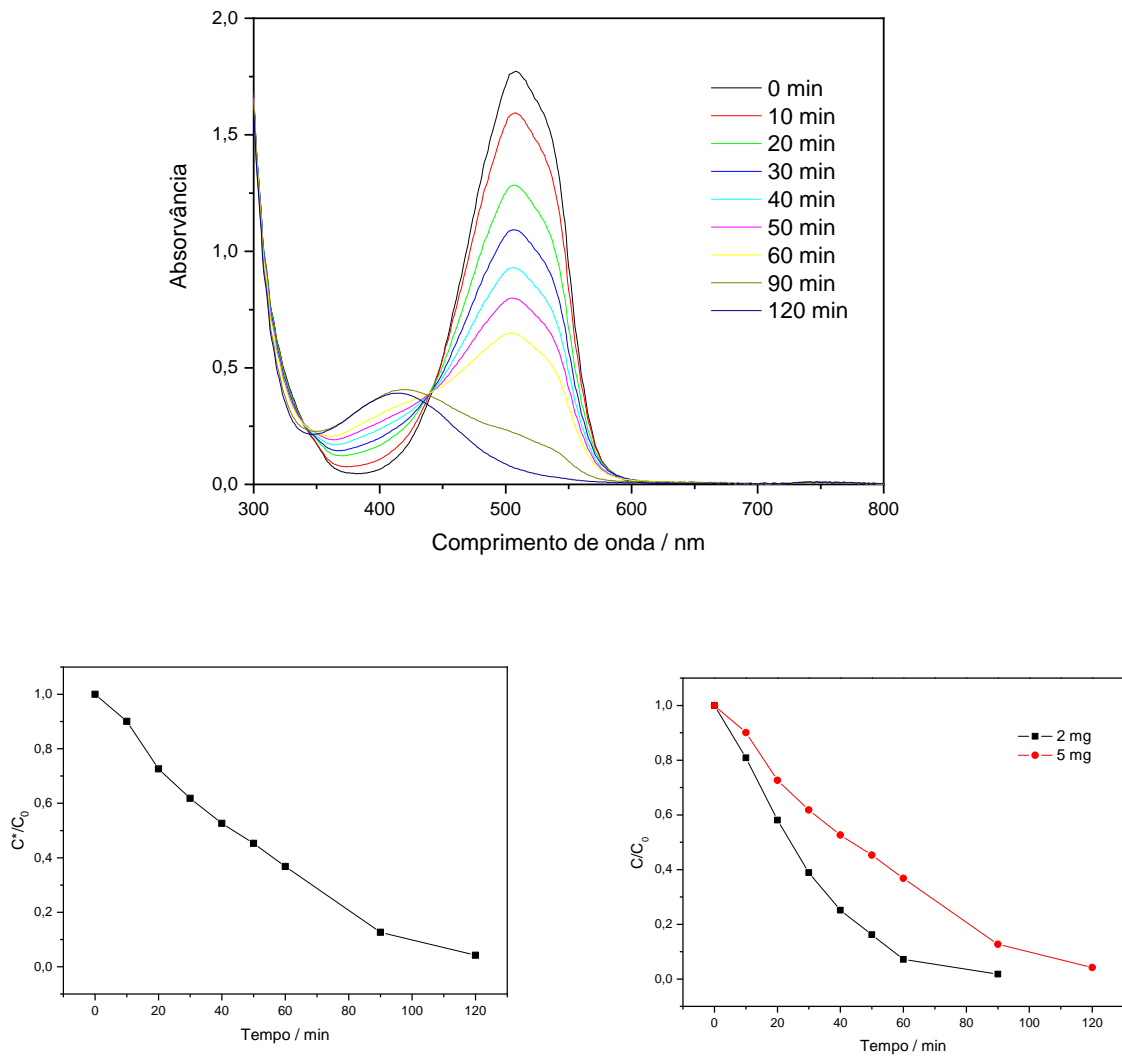 2,0
1,5
1,0
0,5
0,0
Absorvância
300 400 500 600 700 800
Comprimento de onda / nm
0 min
10 min
20 min
30 min
40 min
50 min
60 min
90 min
120 min
1,0
0,8
0,6
0,4
0,2
0,0
C*/C0
0 20 40 60 80 100 120
Tempo / min
1,0
0,8
0,6
0,4
0,2
0,0
C/C0
0 20 40 60 80 100 120
Tempo / min
2 mg
5 mg